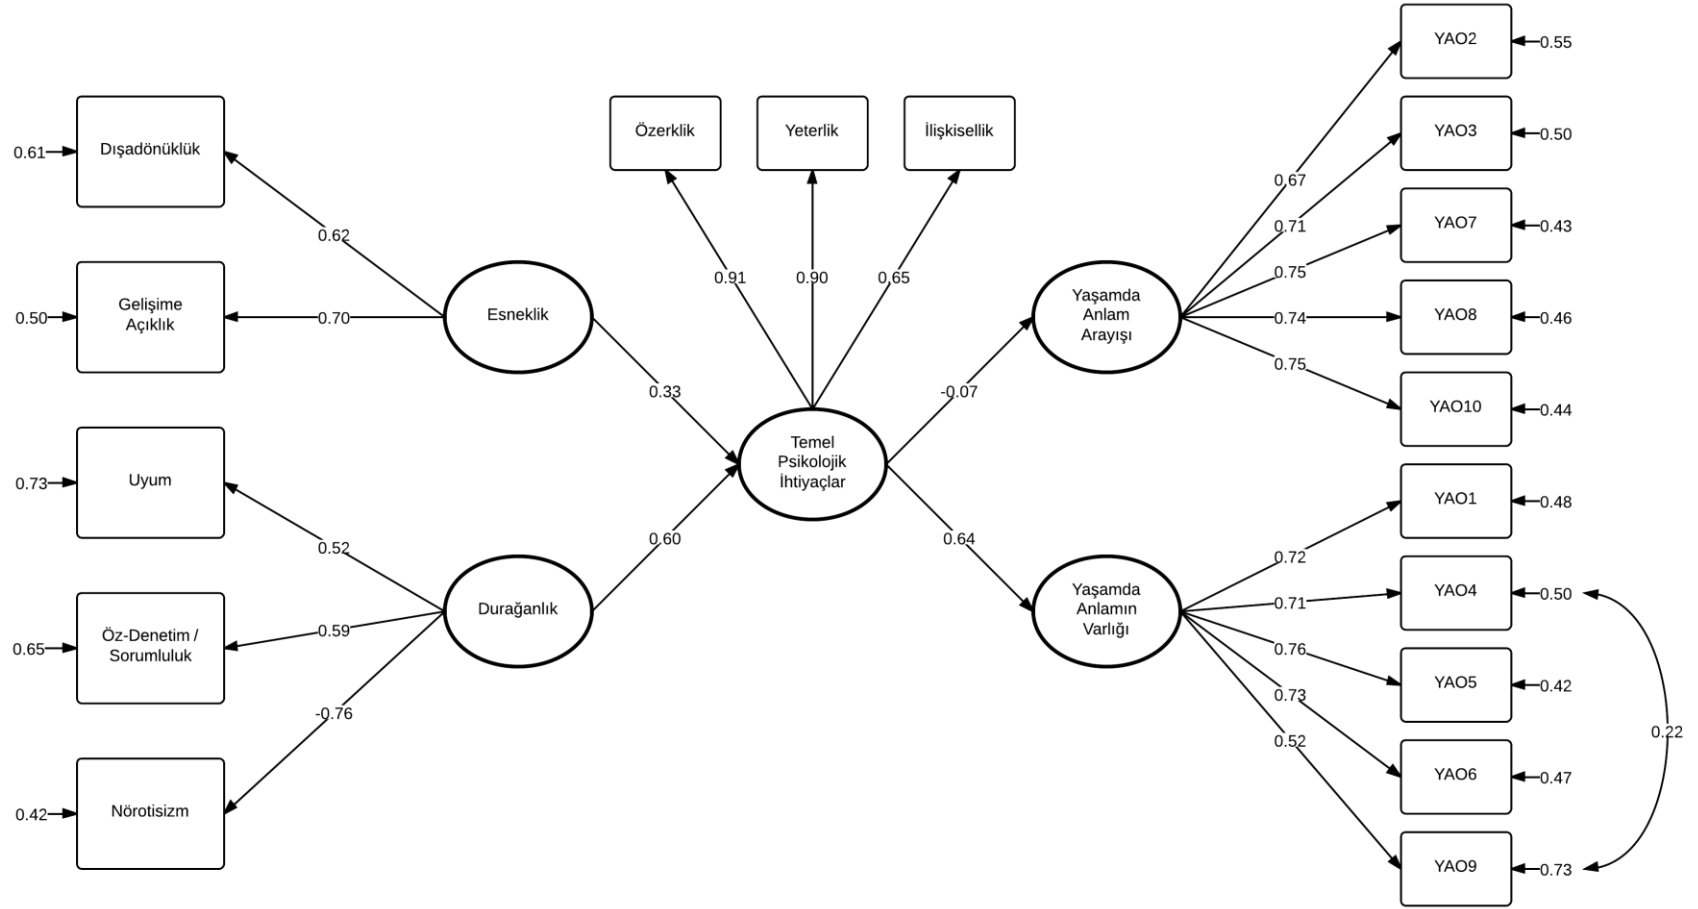 YAO2
0.55
Dışadönüklük
0.61
Özerklik
Yeterlik
İlişkisellik
YAO3
0.50
0.67
0.62
0.71
YAO7
0.43
0.91
0.90
0.65
0.75
Gelişime
Açıklık
0.50
0.70
Esneklik
Yaşamda
Anlam
Arayışı
0.74
YAO8
0.46
0.75
0.33
-0.07
YAO10
0.44
Temel
Psikolojik
İhtiyaçlar
Uyum
0.73
YAO1
0.48
0.52
0.60
0.64
0.72
Durağanlık
Yaşamda
Anlamın
Varlığı
0.71
YAO4
0.50
Öz-Denetim /
Sorumluluk
0.65
0.59
0.76
YAO5
0.42
0.73
-0.76
0.52
0.22
YAO6
0.47
Nörotisizm
0.42
YAO9
0.73